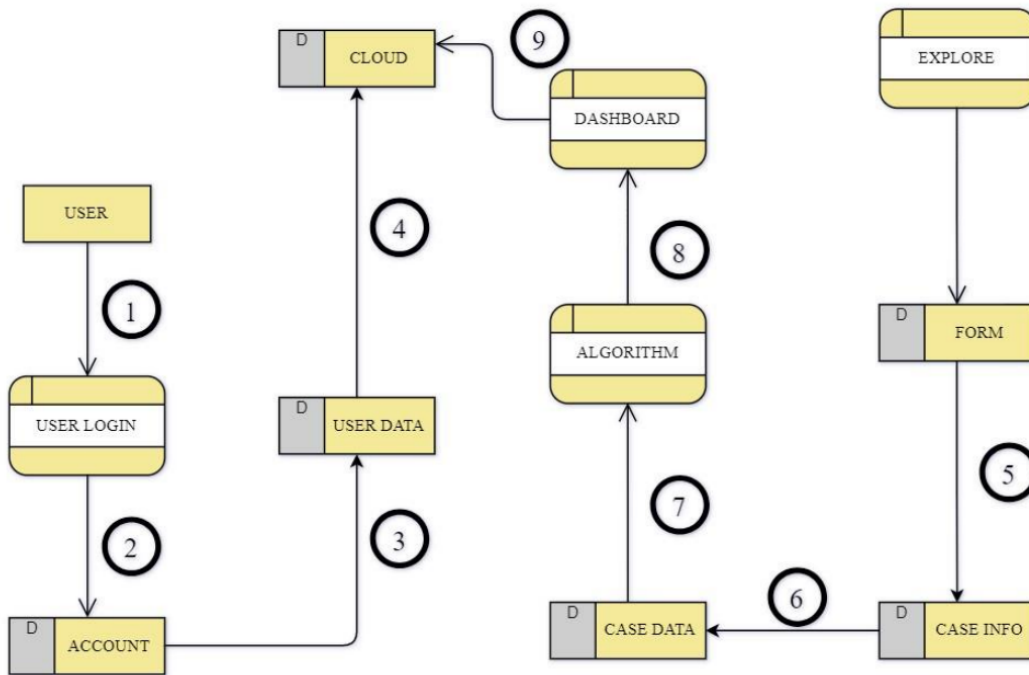 D
CLOUD
9
EXPLORE
DASHBOARD
USER
4
8
1
D
FORM
ALGORITHM
USER LOGIN
D
USER DATA
5
7
2
3
6
D
ACCOUNT
D
CASE DATA
D
CASE INFO